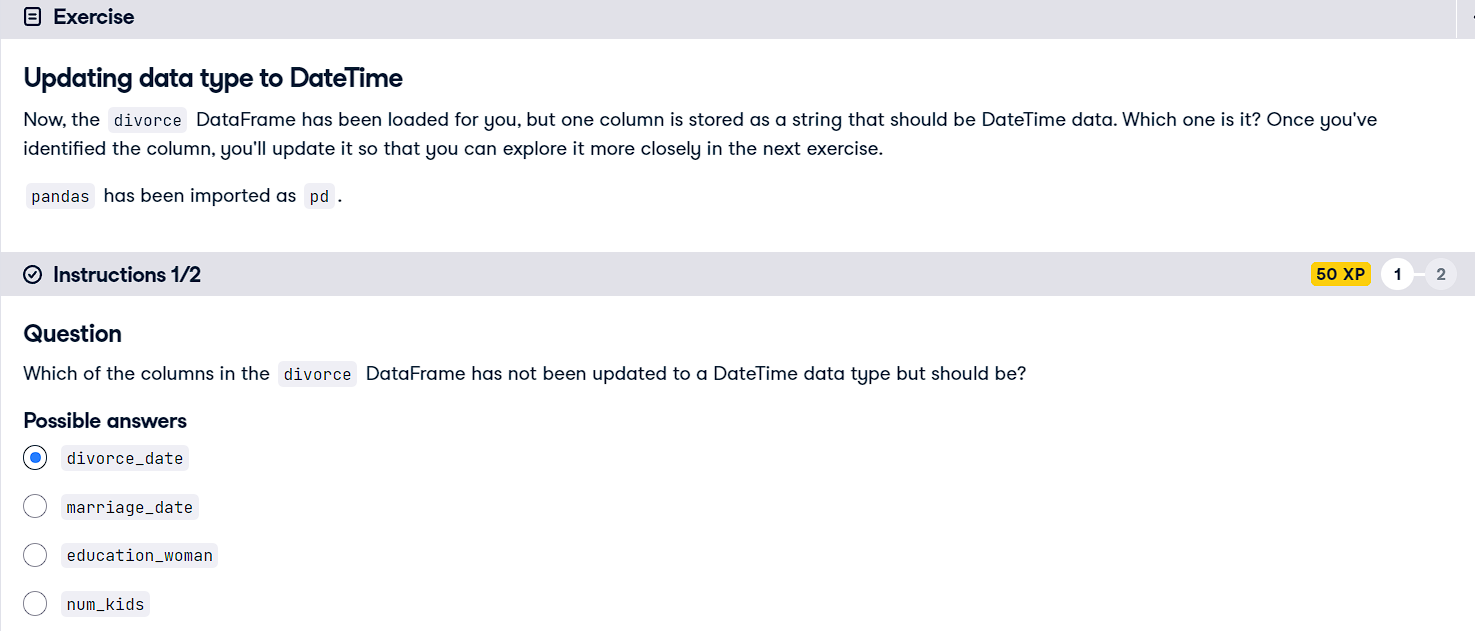 Exercise
Updating data type to DateTime
Now, the divorce DataFrame has been loaded for you, but one column is stored as a string that should be DateTime data. Which one is it? Once you've
identified the column, you'll update it so that you can explore it more closely in the next exercise.
pandas has been imported as pd.
Instructions 1/2
50 XP
1
2
Question
Which of the columns in the divorce DataFrame has not been updated to a DateTime data type but should be?
Possible answers
divorce_date
marriage_date
education_woman
num_kids